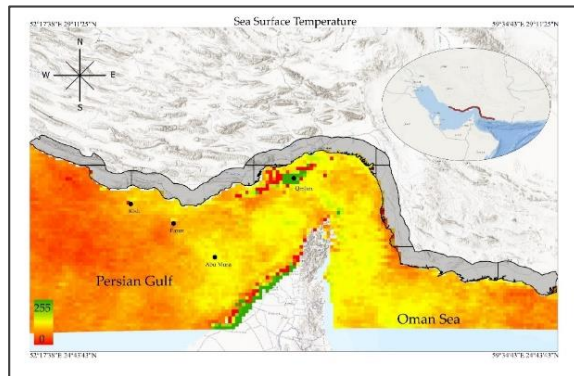 Sea Surface Temperature
52°17'38"E 29°11'25"N
59°34'43"E 29°11'25"N
N
W E
S
Qeshm
Kish
Farur
Abu Musa
Persian Gulf
Oman Sea
255
0
52°17'38"E 24°43'43"N
59°34'43"E 24°43'43"N